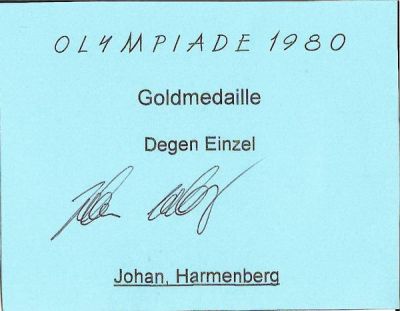 OLYMPIADE 1980
Goldmedaille
Degen Einzel
Johan, Harmenberg